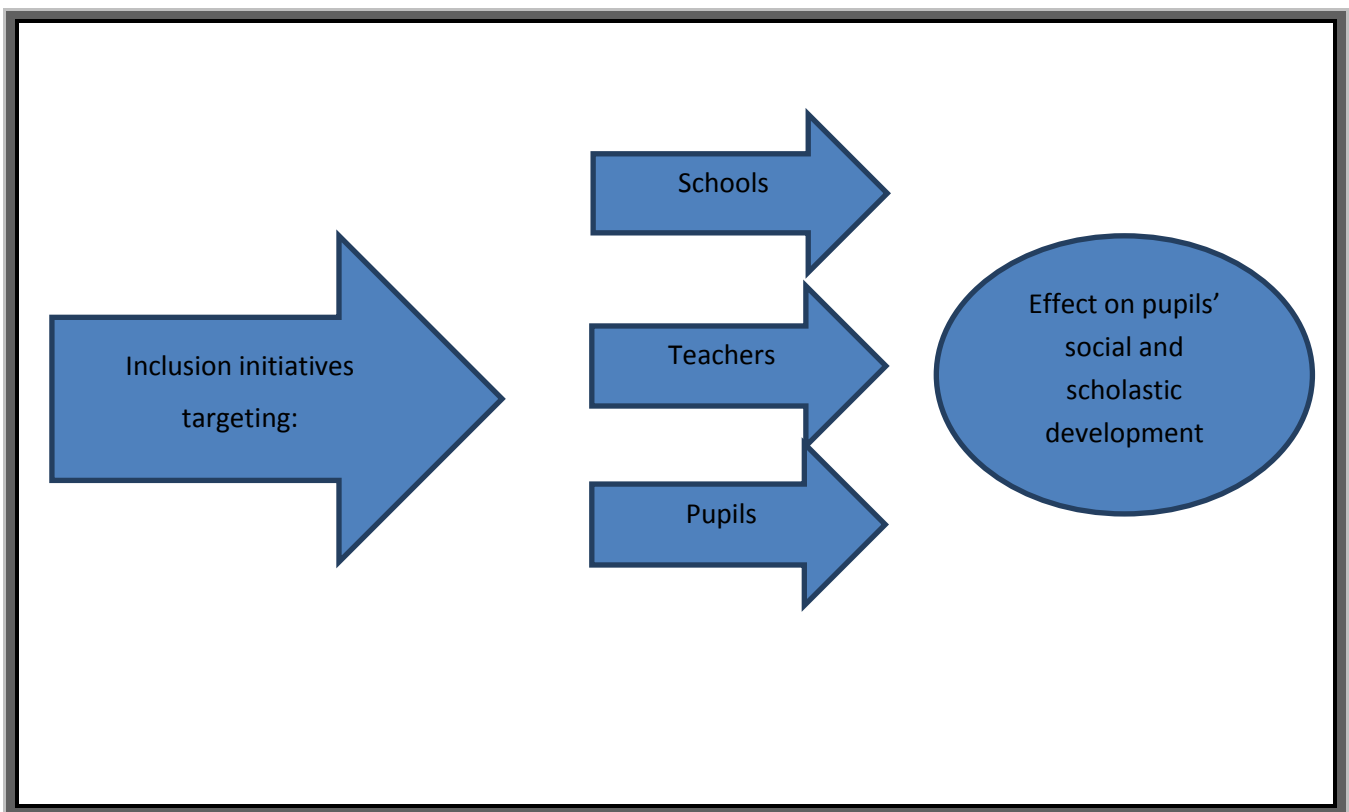 Inclusion initiatives
targeting:
Schools
Teachers
Pupils
Effect on pupils’
social and
scholastic
development